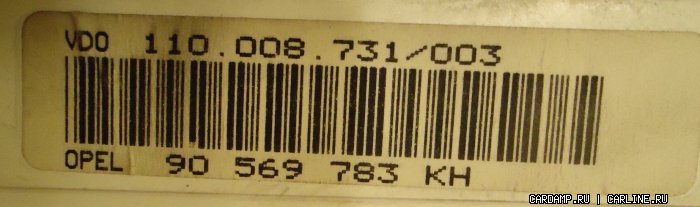 VDO 110.008.731/003
OPEL 90 569 783 KH
CARDAMP.RU | CARLINE.RU